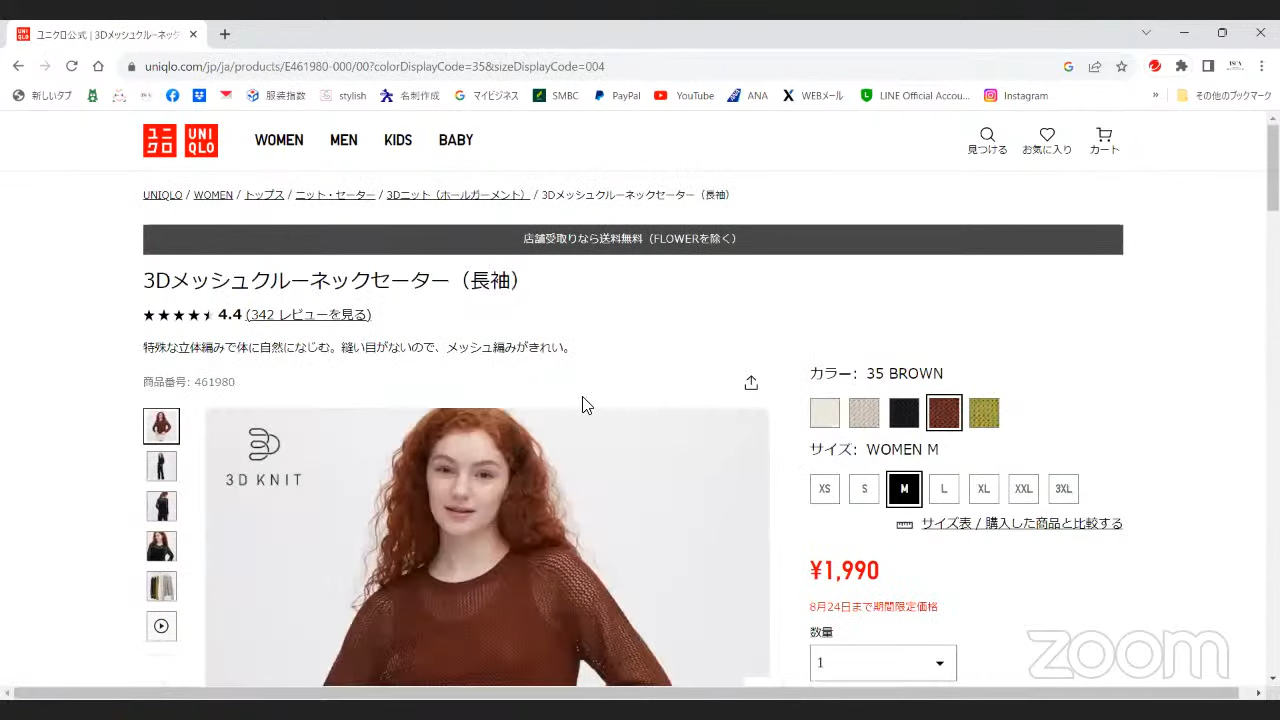 ユニクロ公式 | 3Dメッシュクルーネック
uniqlo.com/jp/ja/products/E461980-000/00?colorDisplayCode=35&sizeDisplayCode=004
新しいタブ 服装指数 stylish 名刺作成 マイビジネス SMBC PayPal YouTube ANA WEBメール LINE Official Accou... Instagram » その他のブックマーク
ユニクロ UNIQLO WOMEN MEN KIDS BABY 見つける お気に入り カート
UNIQLO / WOMEN / トップス / ニット・セーター / 3Dニット（ホールガーメント） / 3Dメッシュクルーネックセーター（長袖）
店舗受取りなら送料無料（FLOWERを除く）
3Dメッシュクルーネックセーター（長袖）
4.4 (342 レビューを見る)
特殊な立体編みで体に自然になじむ。縫い目がないので、メッシュ編みがきれい。
商品番号: 461980
3D KNIT
カラー: 35 BROWN
サイズ: WOMEN M
XS S M L XL XXL 3XL
サイズ表 / 購入した商品と比較する
¥1,990
8月24日まで期間限定価格
数量
1
zoom